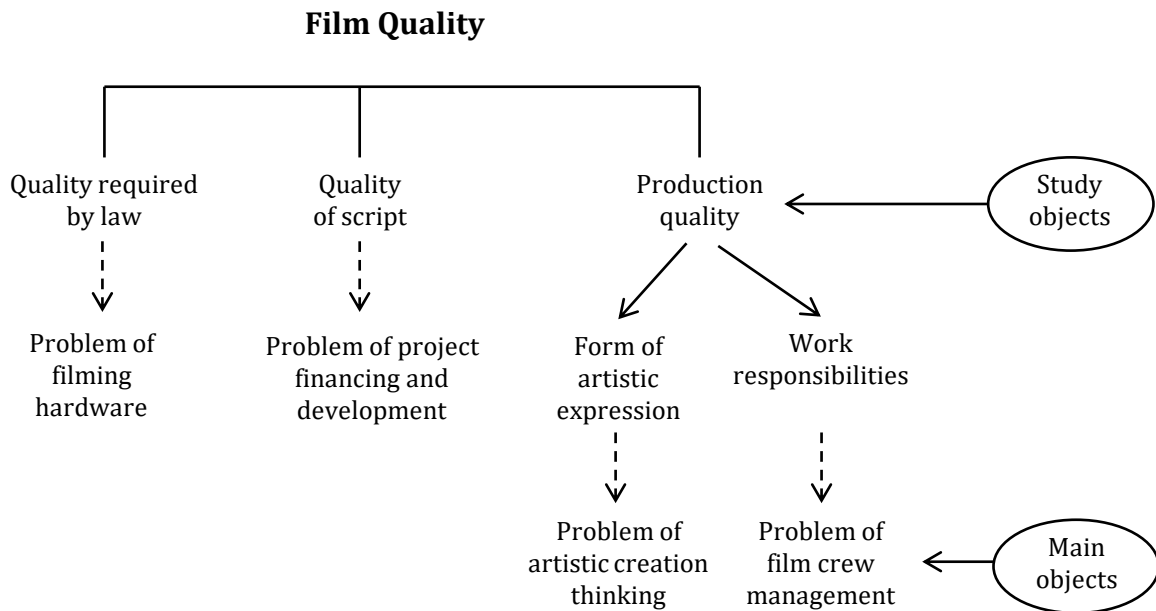 Film Quality
Quality required
by law
Quality
of script
Production
quality
Study
objects
Problem of
filming
hardware
Problem of project
financing and
development
Form of
artistic
expression
Work
responsibilities
Problem of
artistic creation
thinking
Problem of
film crew
management
Main
objects